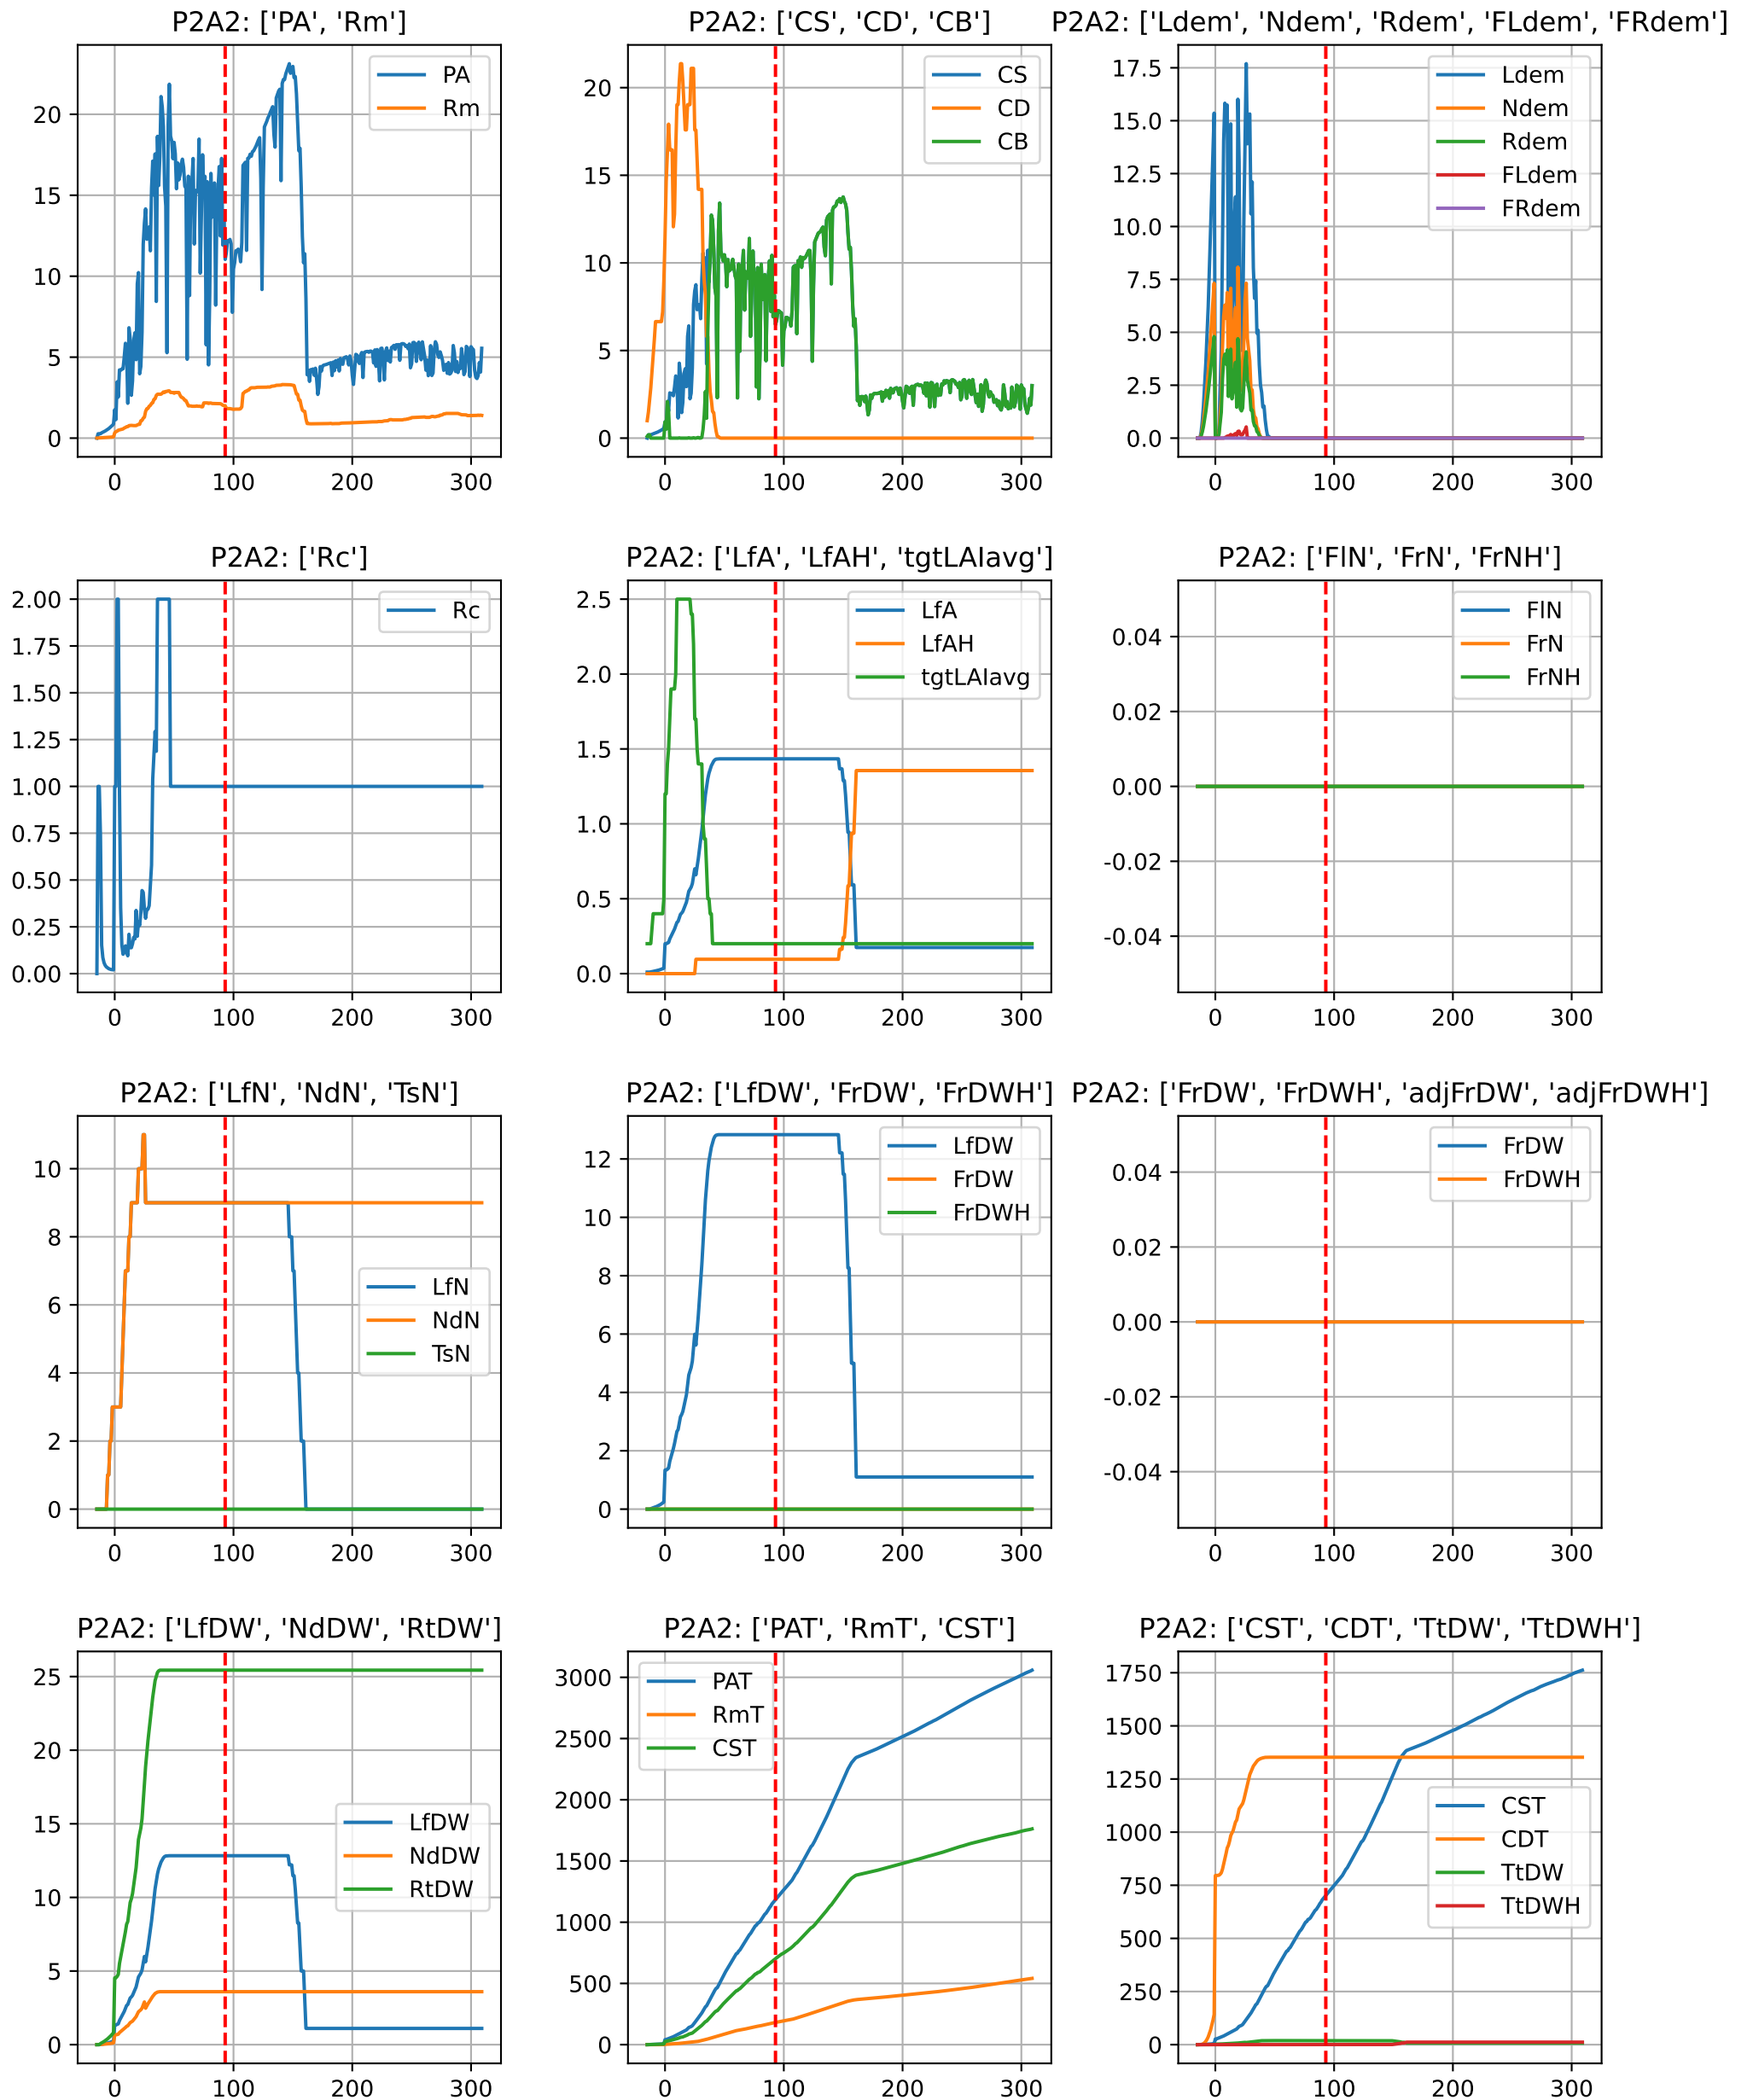 P2A2: ['PA', 'Rm']
P2A2: ['CS', 'CD', 'CB']
P2A2: ['Ldem', 'Ndem', 'Rdem', 'FLdem', 'FRdem']
PA
Rm
0
5
10
15
20
0
100
200
300
CS
CD
CB
0
5
10
15
20
0
100
200
300
Ldem
Ndem
Rdem
FLdem
FRdem
17.5
15.0
12.5
10.0
7.5
5.0
2.5
0.0
0
100
200
300
P2A2: ['Rc']
P2A2: ['LfA', 'LfAH', 'tgtLAIavg']
P2A2: ['FlN', 'FrN', 'FrNH']
Rc
2.00
1.75
1.50
1.25
1.00
0.75
0.50
0.25
0.00
0
100
200
300
LfA
LfAH
tgtLAIavg
2.5
2.0
1.5
1.0
0.5
0.0
0
100
200
300
FlN
FrN
FrNH
0.04
0.02
0.00
-0.02
-0.04
0
100
200
300
P2A2: ['LfN', 'NdN', 'TsN']
P2A2: ['LfDW', 'FrDW', 'FrDWH']
P2A2: ['FrDW', 'FrDWH', 'adjFrDW', 'adjFrDWH']
LfN
NdN
TsN
10
8
6
4
2
0
0
100
200
300
LfDW
FrDW
FrDWH
12
10
8
6
4
2
0
0
100
200
300
FrDW
FrDWH
0.04
0.02
0.00
-0.02
-0.04
0
100
200
300
P2A2: ['LfDW', 'NdDW', 'RtDW']
P2A2: ['PAT', 'RmT', 'CST']
P2A2: ['CST', 'CDT', 'TtDW', 'TtDWH']
LfDW
NdDW
RtDW
25
20
15
10
5
0
0
100
200
300
PAT
RmT
CST
3000
2500
2000
1500
1000
500
0
0
100
200
300
CST
CDT
TtDW
TtDWH
1750
1500
1250
1000
750
500
250
0
0
100
200
300